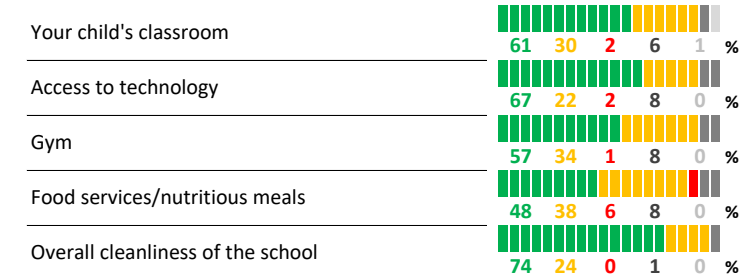 Your child's classroom
61 30 2 6 1 %
Access to technology
67 22 2 8 0 %
Gym
57 34 1 8 0 %
Food services/nutritious meals
48 38 6 8 0 %
Overall cleanliness of the school
74 24 0 1 0 %